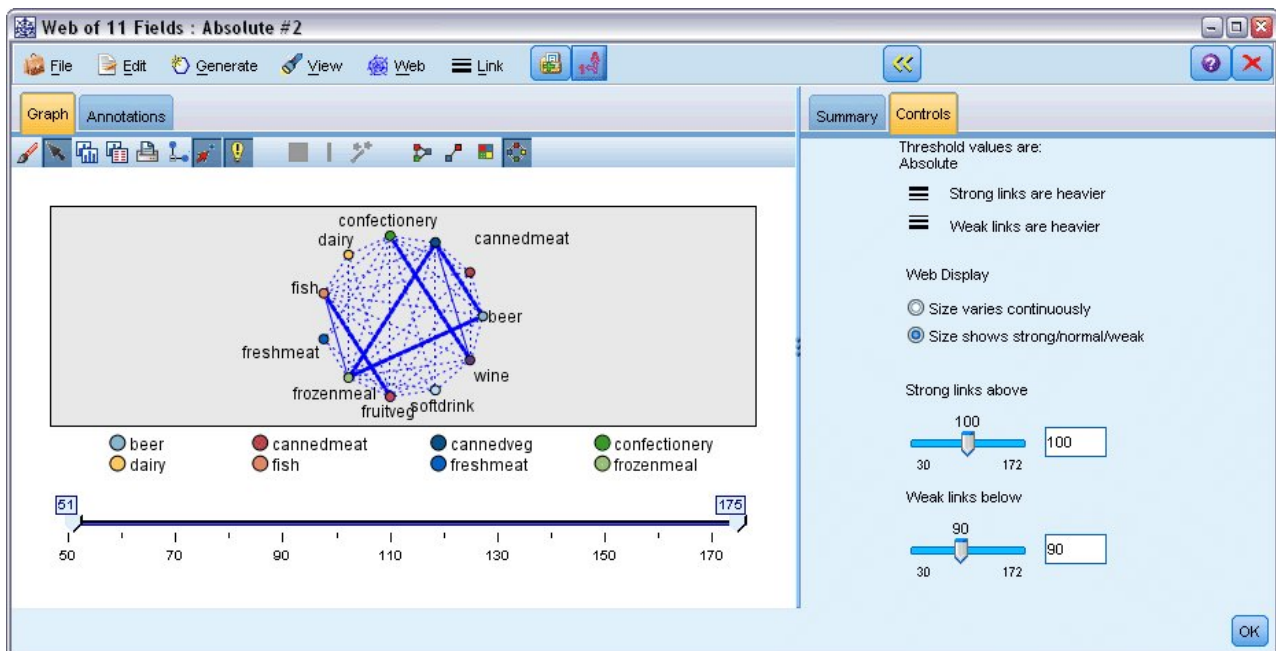 Web of 11 Fields : Absolute #2
File Edit Generate View Web Link
Graph Annotations
Summary Controls
Threshold values are:
Absolute
Strong links are heavier
Weak links are heavier
Web Display
Size varies continuously
Size shows strong/normal/weak
Strong links above
100
100
30 172
Weak links below
90
90
30 172
confectionery
dairy
cannedmeat
fish
beer
freshmeat
wine
frozenmeal
softdrink
fruitveg
beer cannedmeat cannedveg confectionery
dairy fish freshmeat frozenmeal
51 175
50 70 90 110 130 150 170
OK